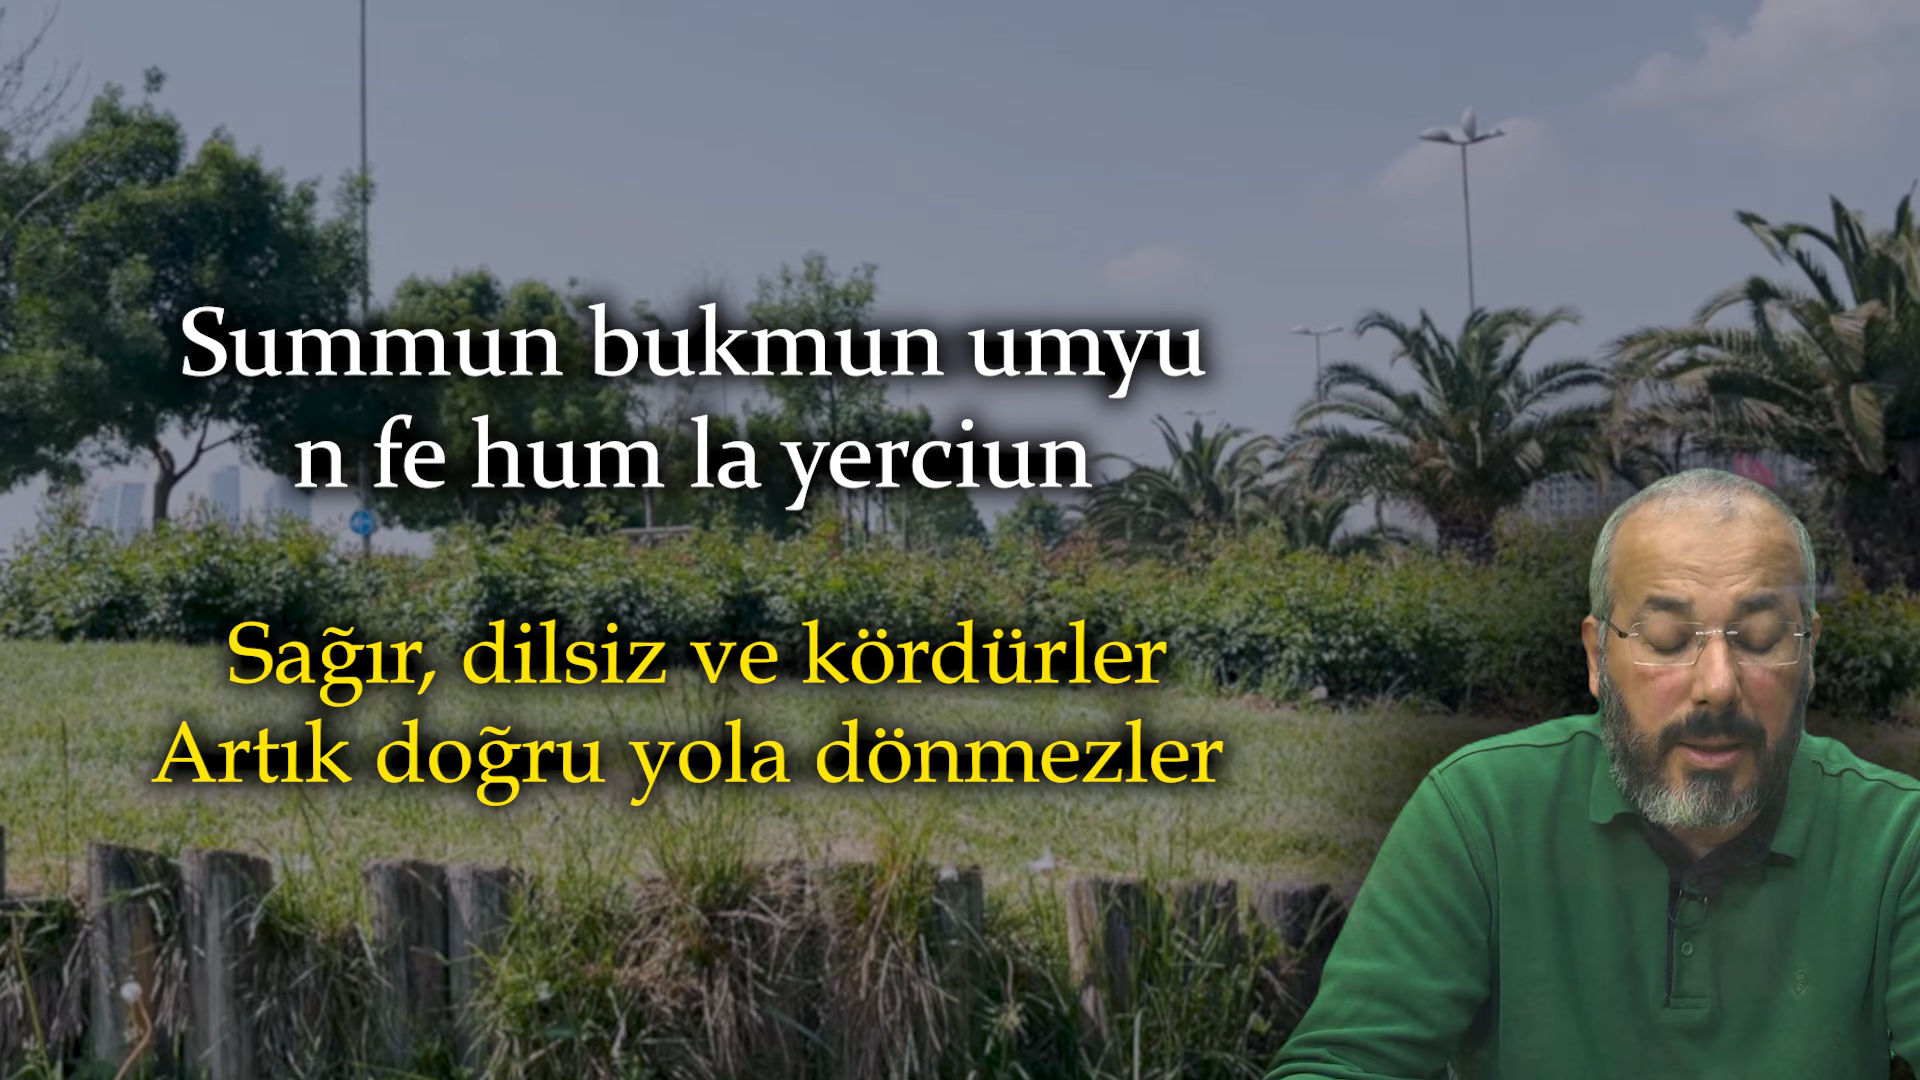 Summun bukmun umyu
n fe hum la yerciun
Sağır, dilsiz ve kördürler
Artık doğru yola dönmezler